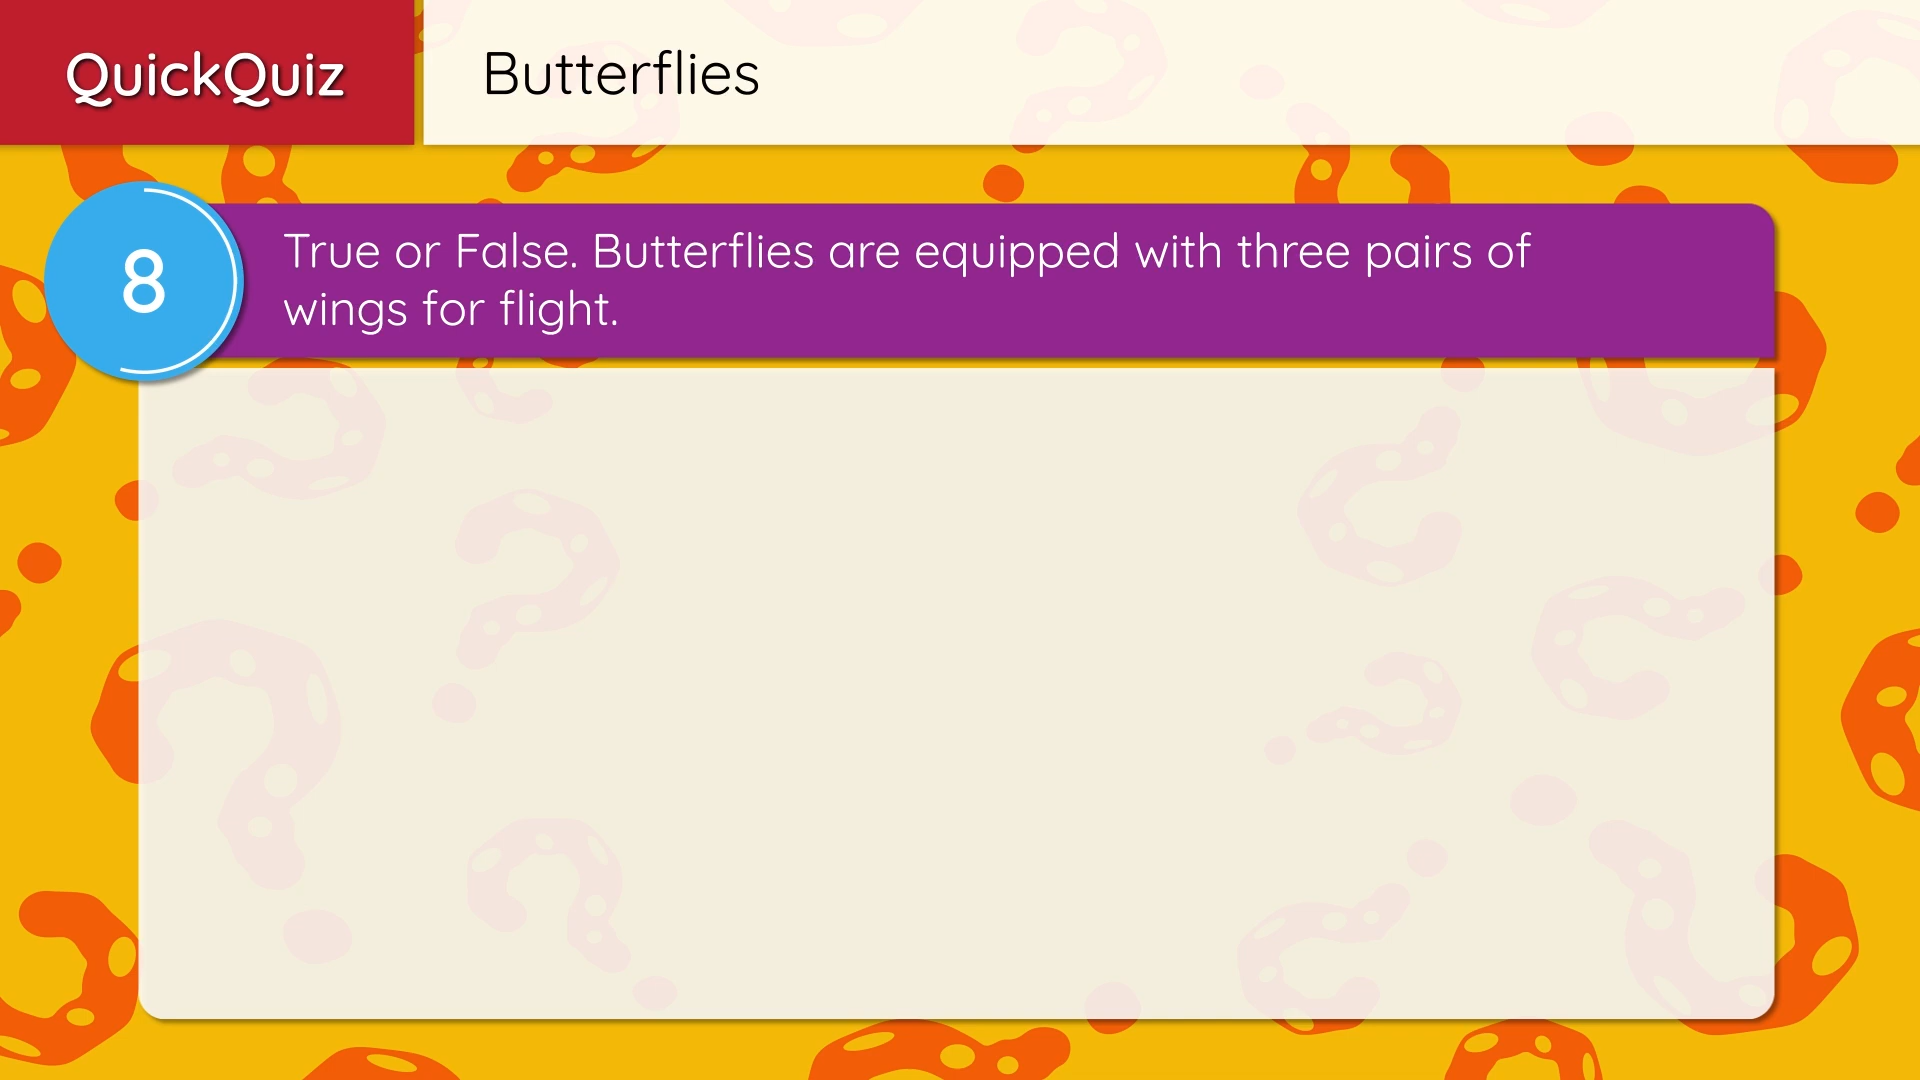 QuickQuiz
Butterflies
8
True or False. Butterflies are equipped with three pairs of
wings for flight.